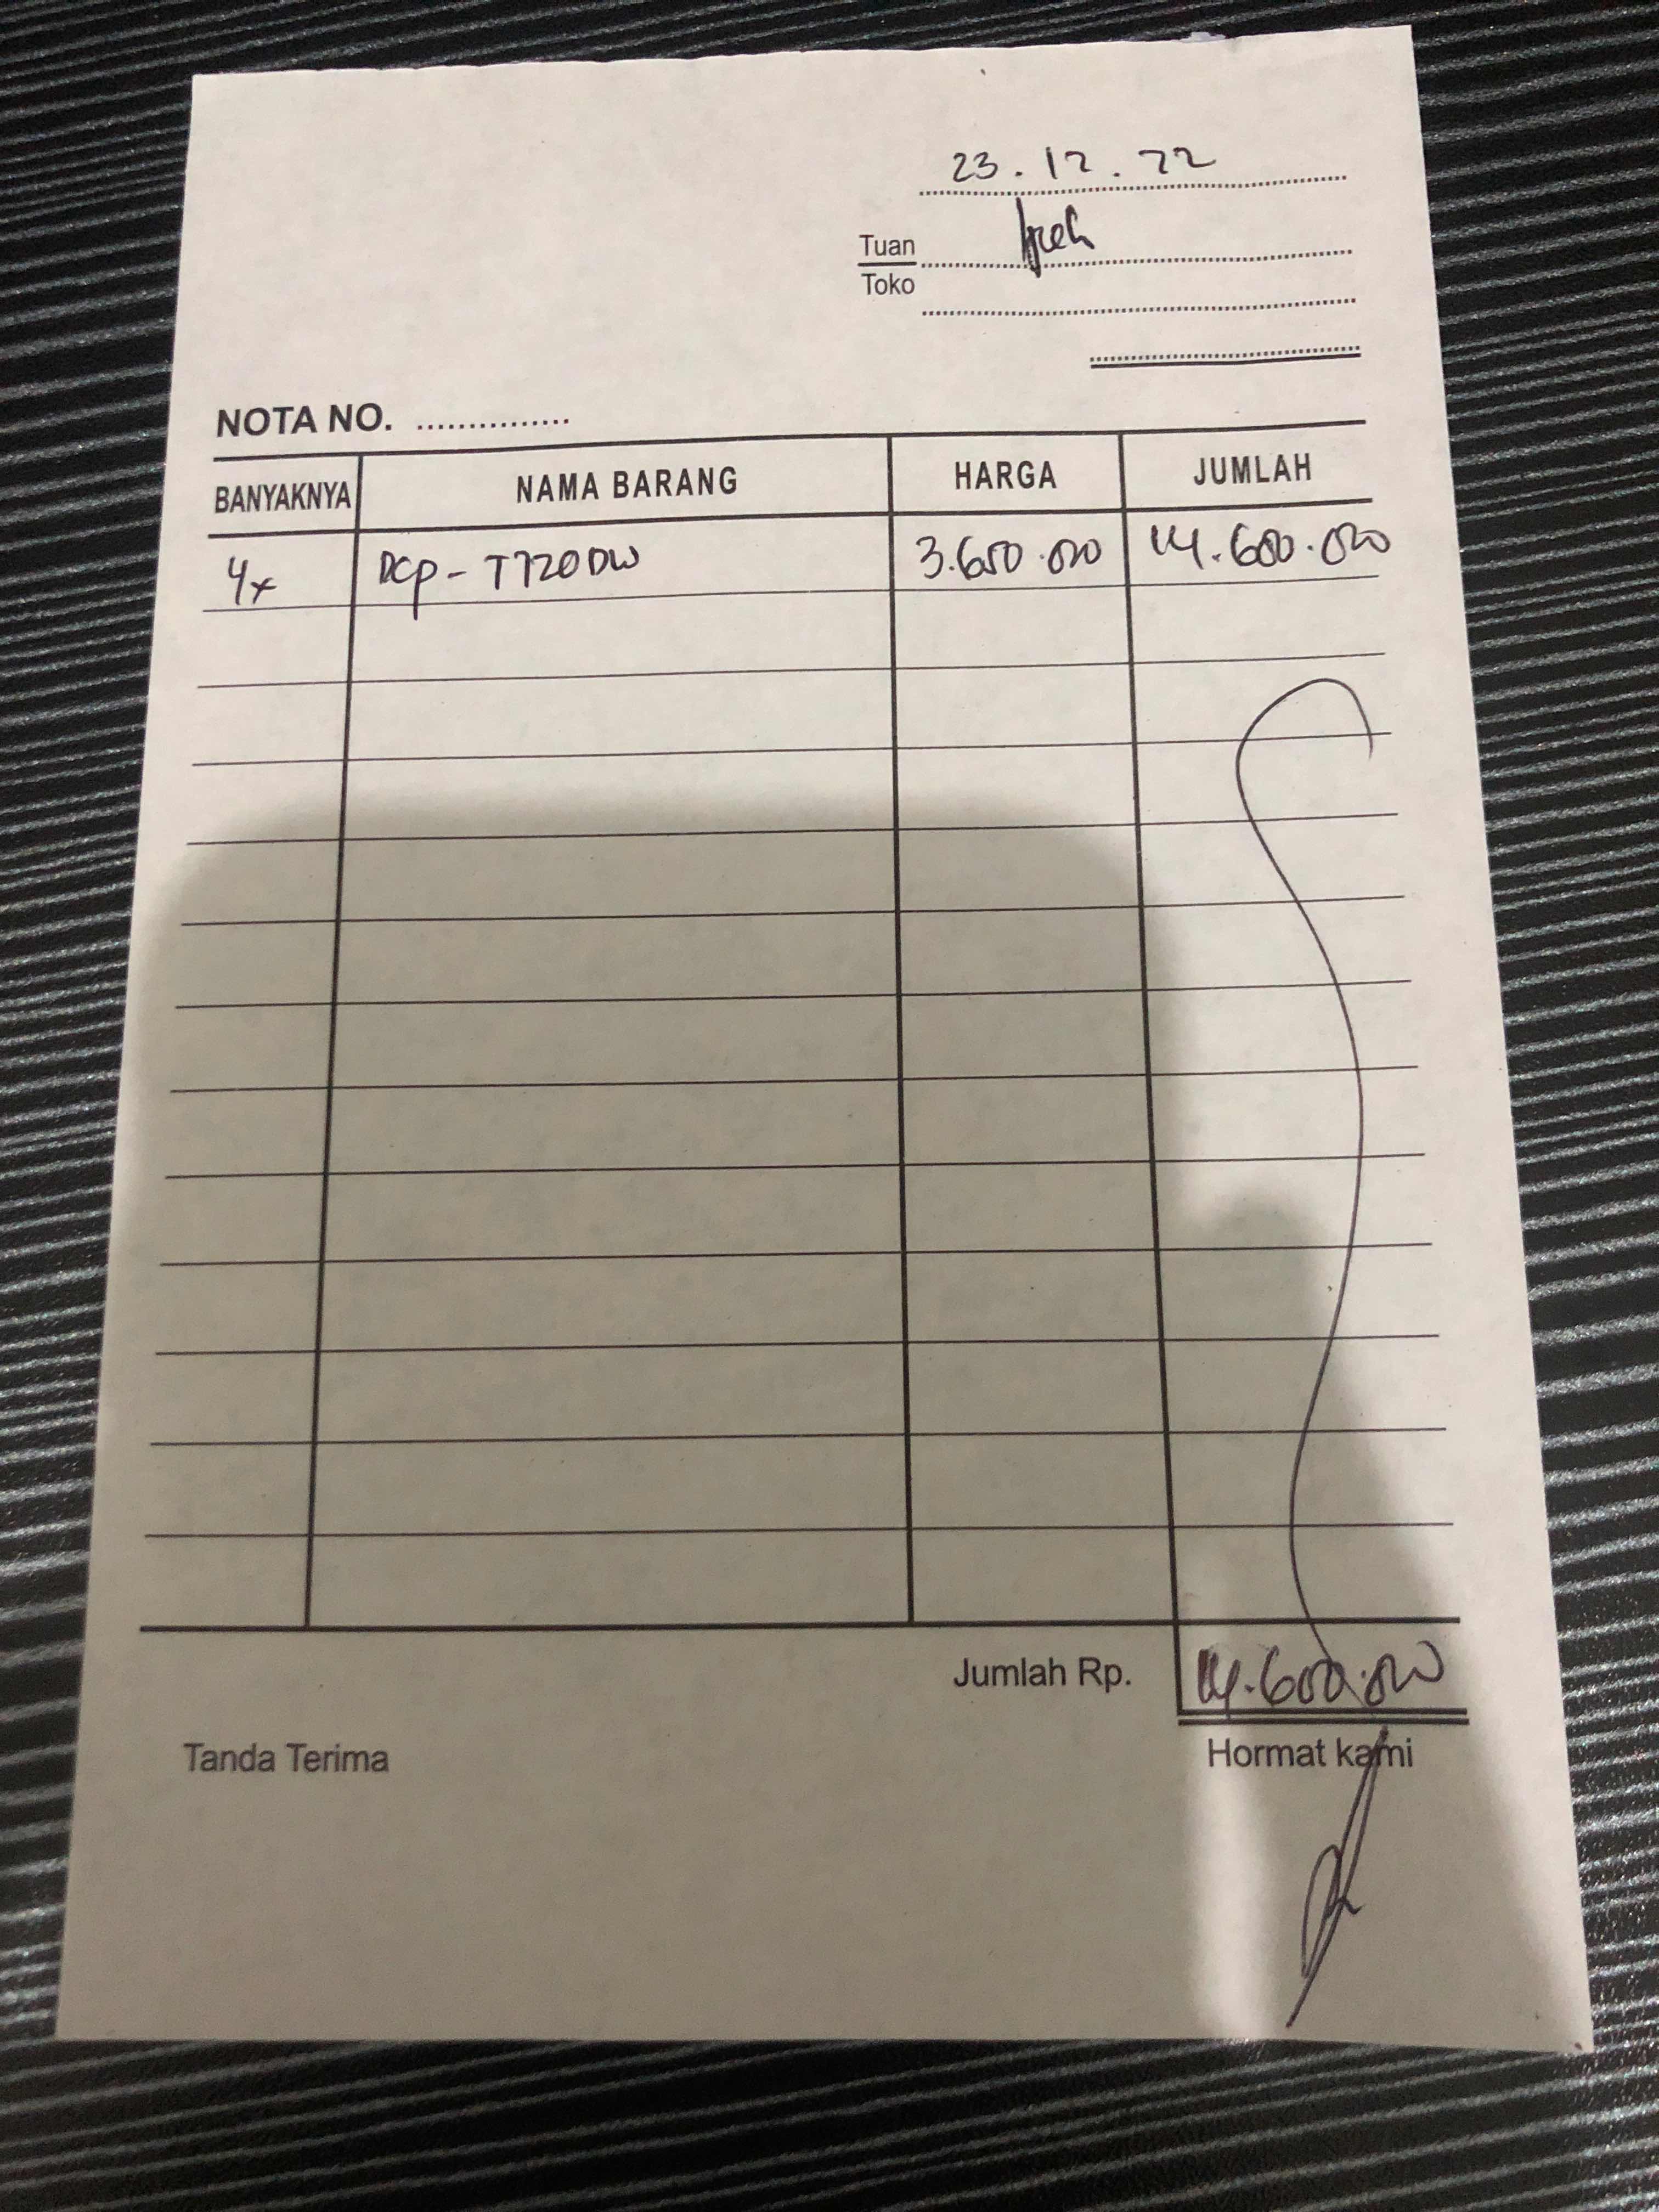 23.12.22
Tuan
Toko
NOTA NO. ...............
BANYAKNYA NAMA BARANG HARGA JUMLAH
4x DCP-T720DW 3.650.000 14.600.000
Jumlah Rp. 14.600.000
Tanda Terima Hormat kami